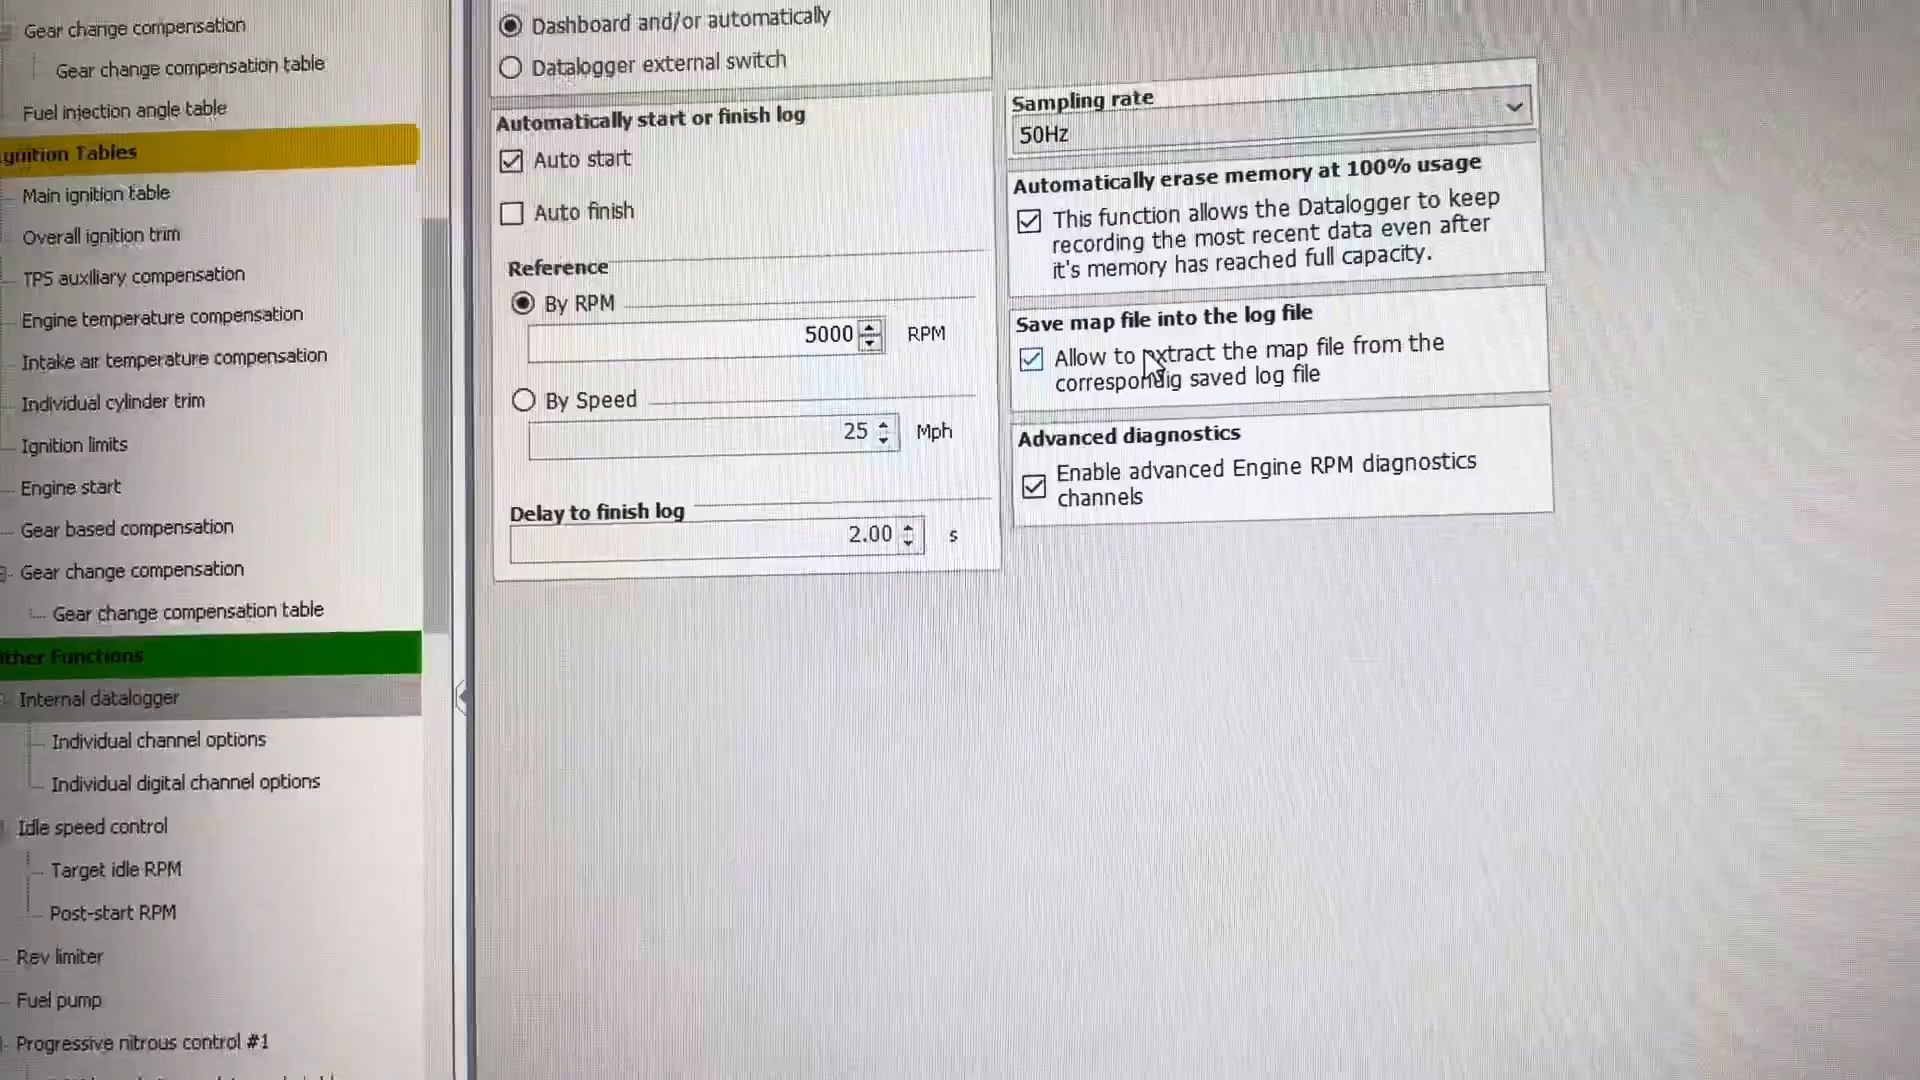 Gear change compensation
Gear change compensation table
Fuel injection angle table
gnition Tables
Main ignition table
Overall ignition trim
TPS auxiliary compensation
Engine temperature compensation
Intake air temperature compensation
Individual cylinder trim
Ignition limits
Engine start
Gear based compensation
Gear change compensation
Gear change compensation table
ther Functions
Internal datalogger
Individual channel options
Individual digital channel options
Idle speed control
Target idle RPM
Post-start RPM
Rev limiter
Fuel pump
Progressive nitrous control #1
Dashboard and/or automatically
Datalogger external switch
Automatically start or finish log
Auto start
Auto finish
Reference
By RPM
5000 RPM
By Speed
25 Mph
Delay to finish log
2.00 s
Sampling rate
50Hz
Automatically erase memory at 100% usage
This function allows the Datalogger to keep
recording the most recent data even after
it's memory has reached full capacity.
Save map file into the log file
Allow to extract the map file from the
correspondig saved log file
Advanced diagnostics
Enable advanced Engine RPM diagnostics
channels